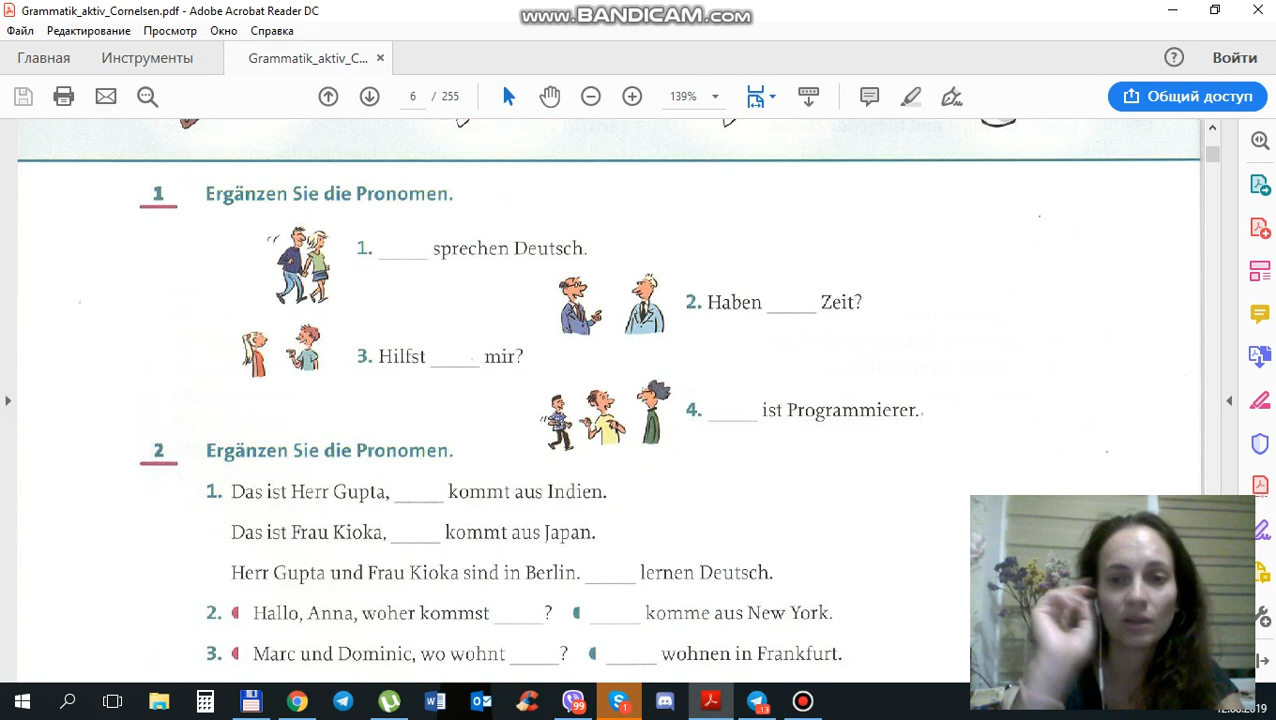 Grammatik_aktiv_Cornelsen.pdf - Adobe Acrobat Reader DC
www.BANDICAM.com
Файл Редактирование Просмотр Окно Справка
Главная Инструменты Grammatik_aktiv_C... Войти
6 / 255 139% Общий доступ
1 Ergänzen Sie die Pronomen.
1. _____ sprechen Deutsch.
2. Haben _____ Zeit?
3. Hilfst _____ mir?
4. _____ ist Programmierer.
2 Ergänzen Sie die Pronomen.
1. Das ist Herr Gupta, _____ kommt aus Indien.
Das ist Frau Kioka, _____ kommt aus Japan.
Herr Gupta und Frau Kioka sind in Berlin. _____ lernen Deutsch.
2. Hallo, Anna, woher kommst _____? _____ komme aus New York.
3. Marc und Dominic, wo wohnt _____? _____ wohnen in Frankfurt.
99 1 13